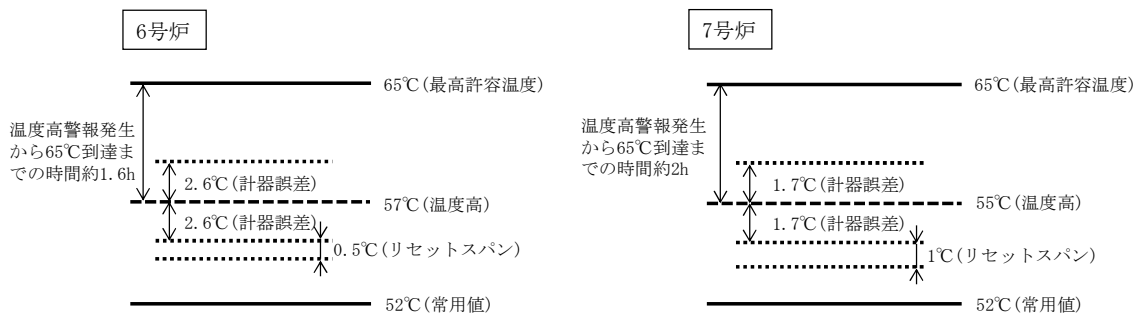 6号炉
65℃(最高許容温度)
温度高警報発生
から65℃到達ま
での時間約1.6h
2.6℃(計器誤差)
57℃(温度高)
2.6℃(計器誤差)
0.5℃(リセットスパン)
52℃(常用値)
7号炉
65℃(最高許容温度)
温度高警報発生
から65℃到達ま
での時間約2h
1.7℃(計器誤差)
55℃(温度高)
1.7℃(計器誤差)
1℃(リセットスパン)
52℃(常用値)